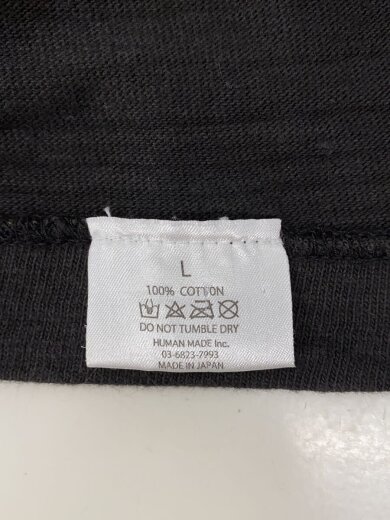 L
100% COTTON
DO NOT TUMBLE DRY
HUMAN MADE Inc.
03-6823-7993
MADE IN JAPAN